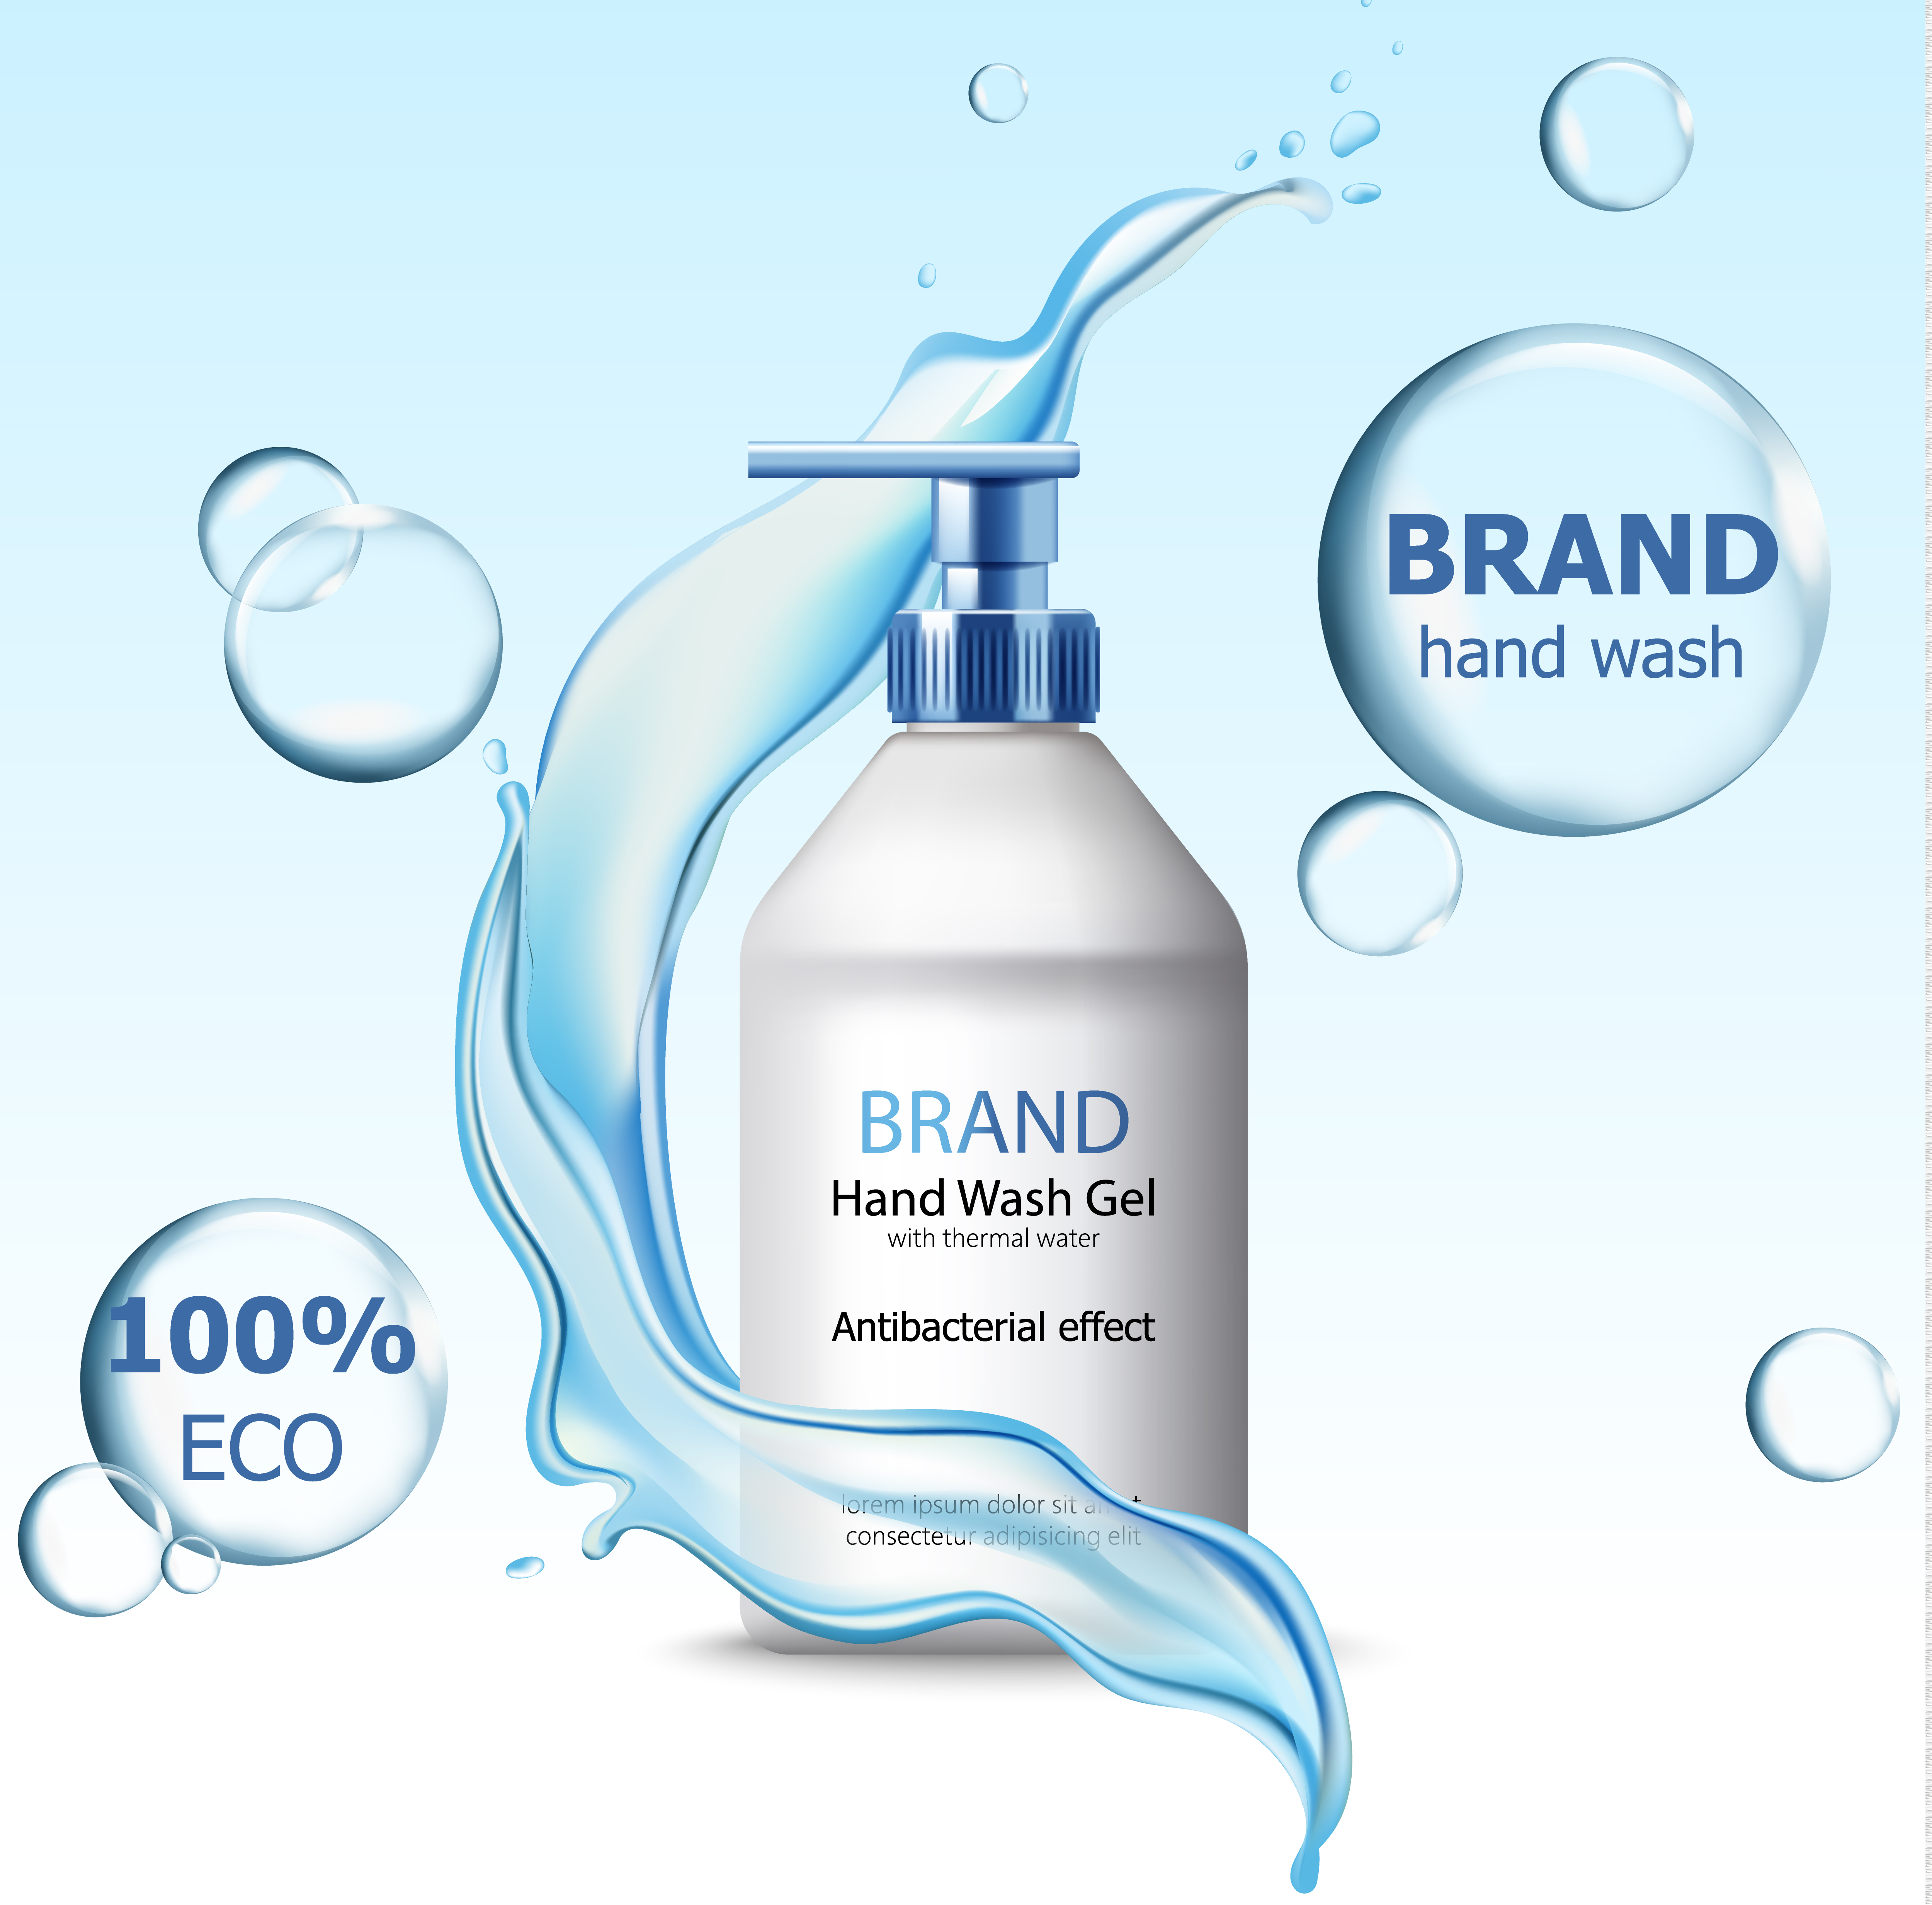 BRAND
hand wash
BRAND
Hand Wash Gel
with thermal water
Antibacterial effect
100%
ECO
lorem ipsum dolor sit
consectetur adipisicing elit